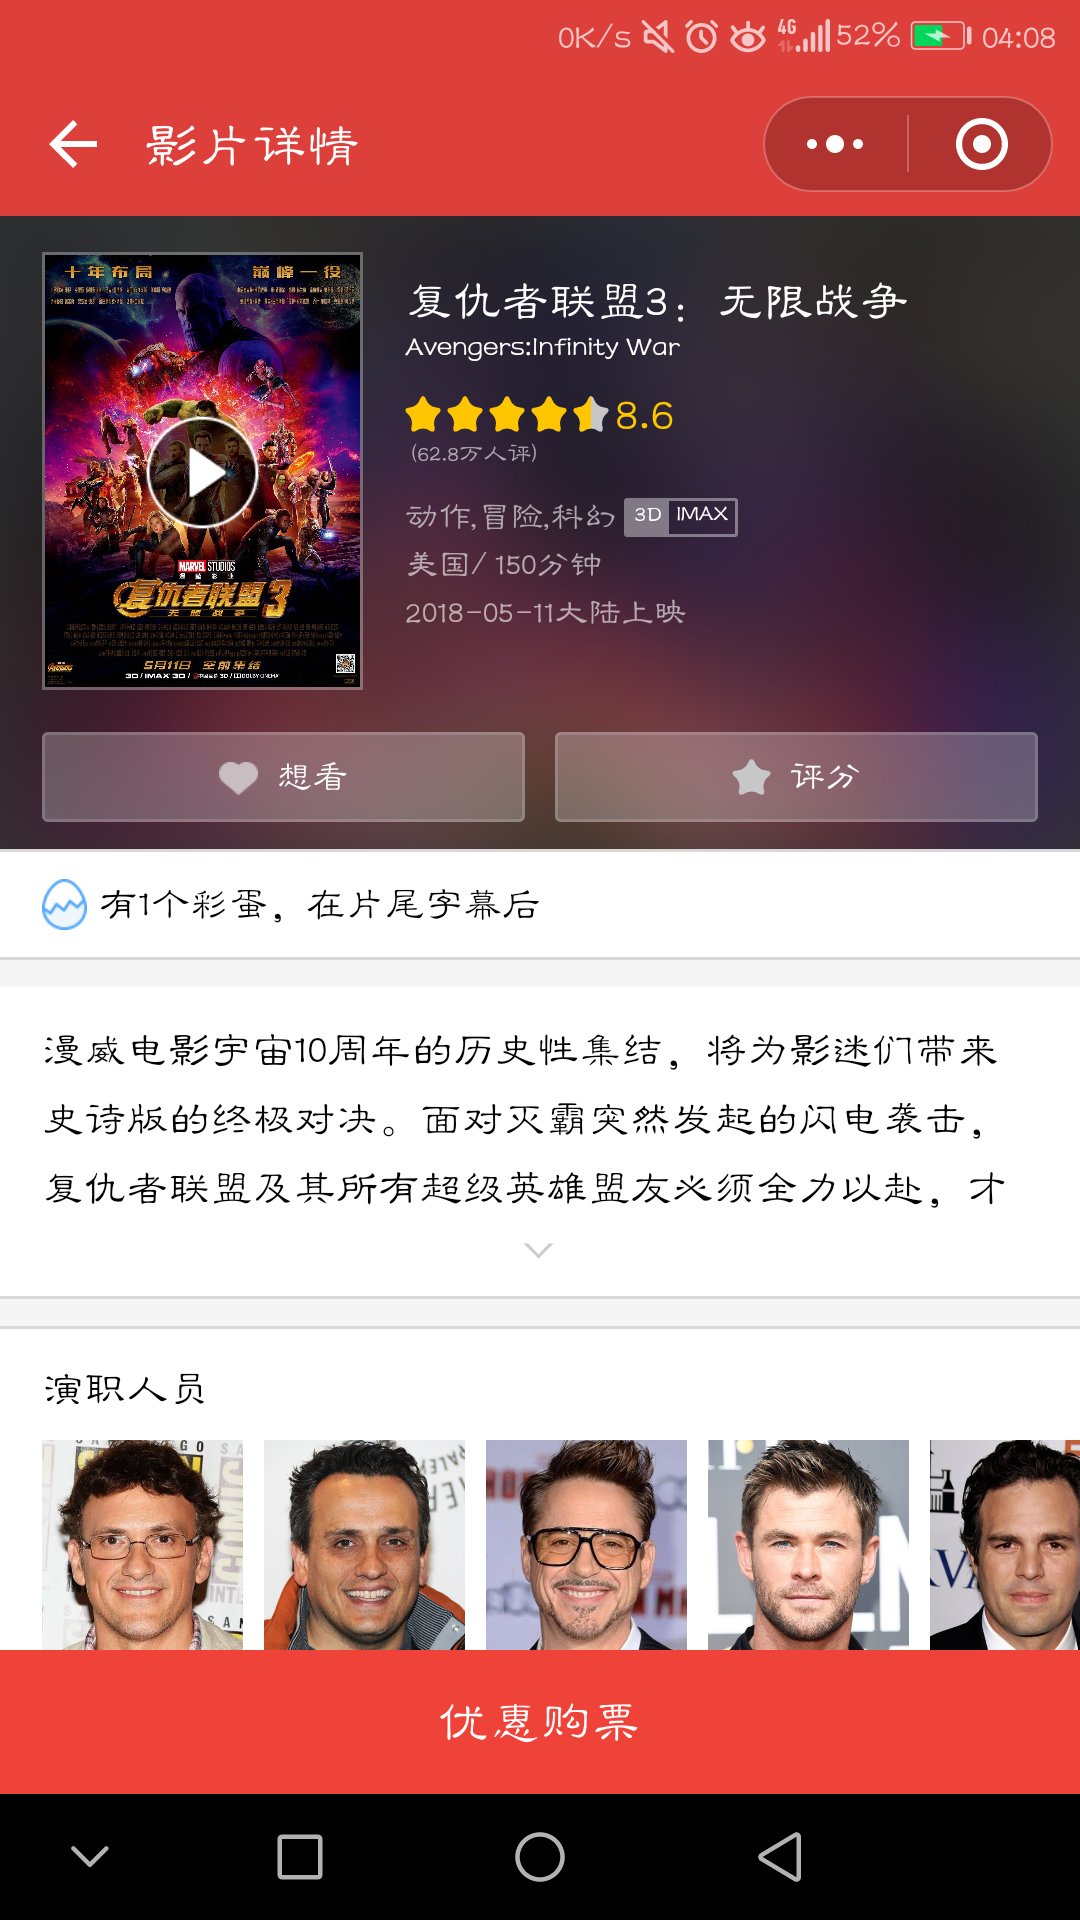 0K/s 4G 52% 04:08
影片详情
十年布局 巅峰一役
MARVEL STUDIOS
漫威影业
复仇者联盟3
无限战争
5月11日 空前集结
复仇者联盟3：无限战争
Avengers:Infinity War
8.6
(62.8万人评)
动作,冒险,科幻 3D IMAX
美国/ 150分钟
2018-05-11大陆上映
想看
评分
有1个彩蛋，在片尾字幕后
漫威电影宇宙10周年的历史性集结，将为影迷们带来
史诗版的终极对决。面对灭霸突然发起的闪电袭击，
复仇者联盟及其所有超级英雄盟友必须全力以赴，才
演职人员
优惠购票